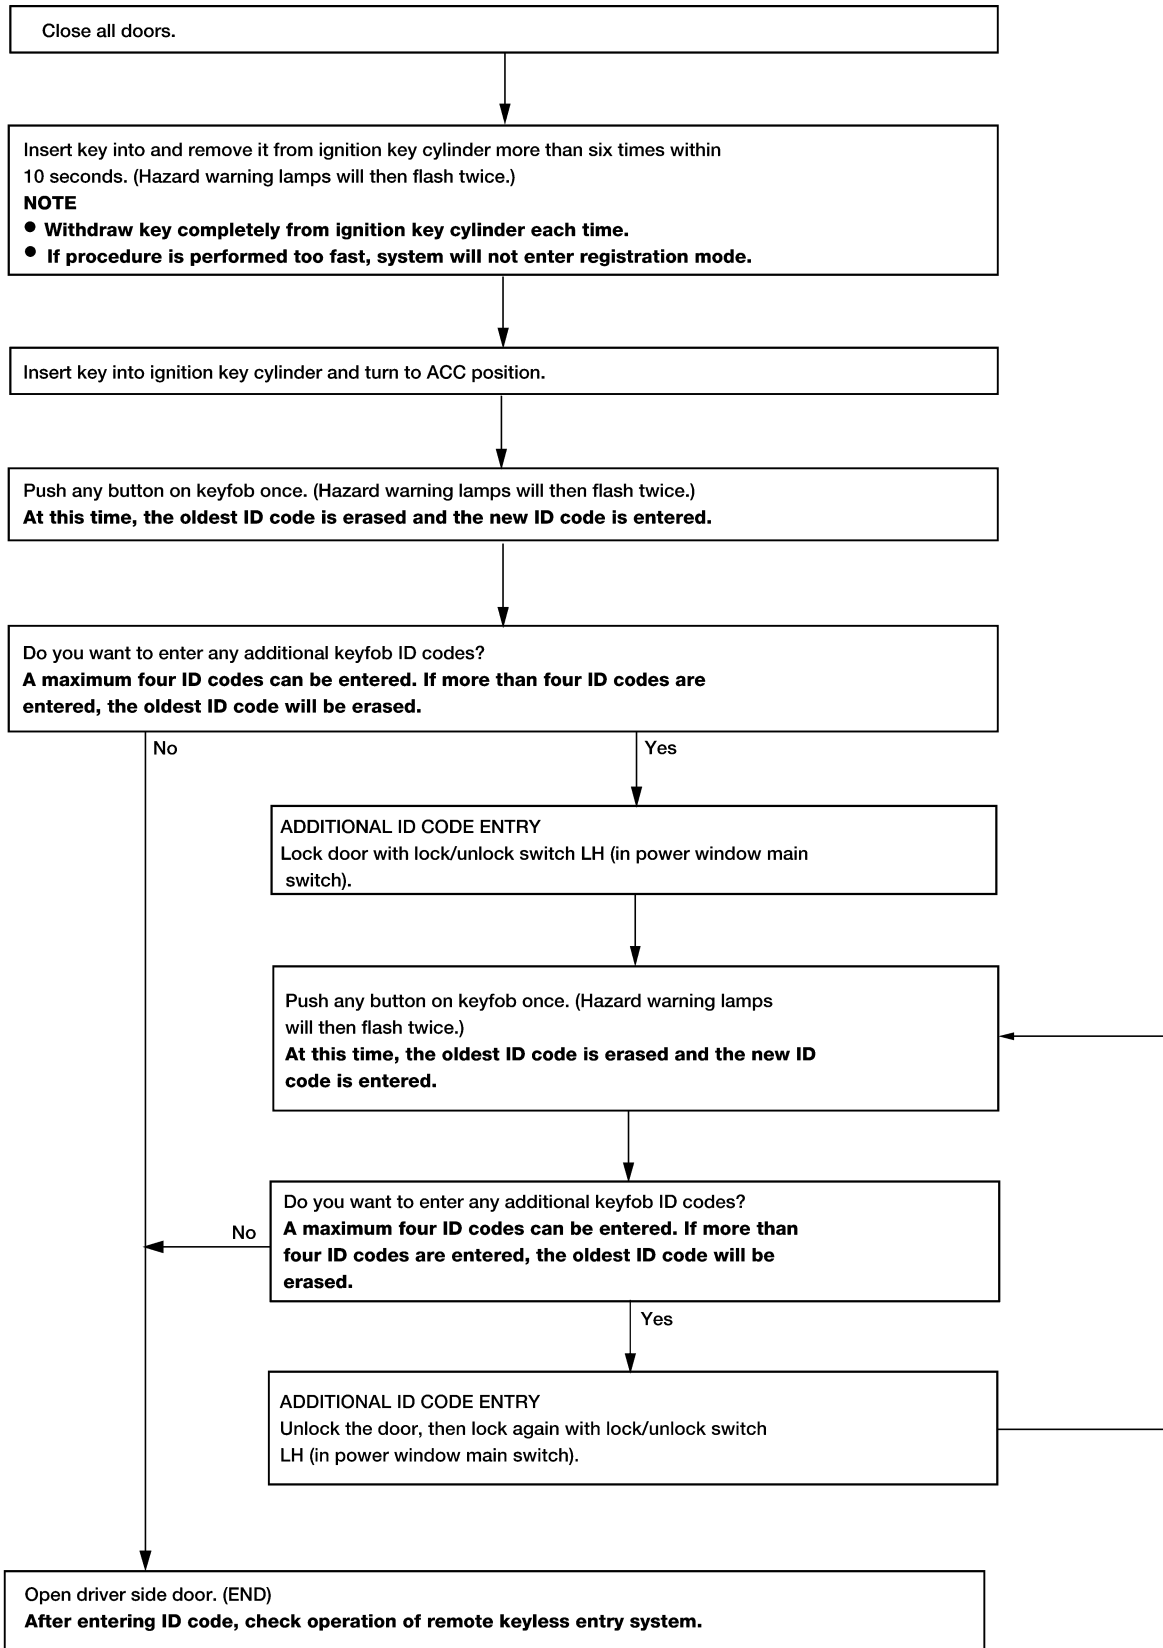 Close all doors.
Insert key into and remove it from ignition key cylinder more than six times within
10 seconds. (Hazard warning lamps will then flash twice.)
NOTE
● Withdraw key completely from ignition key cylinder each time.
● If procedure is performed too fast, system will not enter registration mode.
Insert key into ignition key cylinder and turn to ACC position.
Push any button on keyfob once. (Hazard warning lamps will then flash twice.)
At this time, the oldest ID code is erased and the new ID code is entered.
Do you want to enter any additional keyfob ID codes?
A maximum four ID codes can be entered. If more than four ID codes are
entered, the oldest ID code will be erased.
No
Yes
ADDITIONAL ID CODE ENTRY
Lock door with lock/unlock switch LH (in power window main
switch).
Push any button on keyfob once. (Hazard warning lamps
will then flash twice.)
At this time, the oldest ID code is erased and the new ID
code is entered.
Do you want to enter any additional keyfob ID codes?
A maximum four ID codes can be entered. If more than
four ID codes are entered, the oldest ID code will be
erased.
No
Yes
ADDITIONAL ID CODE ENTRY
Unlock the door, then lock again with lock/unlock switch
LH (in power window main switch).
Open driver side door. (END)
After entering ID code, check operation of remote keyless entry system.